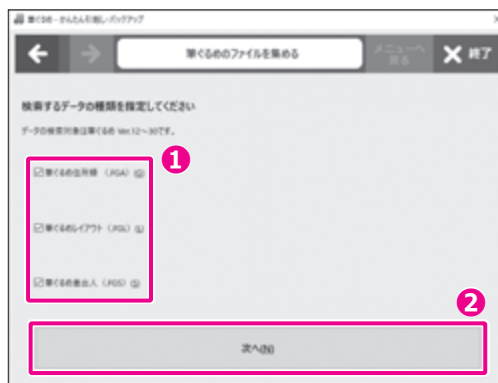 筆ぐるめ - かんたん引越し・バックアップ
筆ぐるめのファイルを集める
メニューへ
戻る
終了
検索するデータの種類を指定してください
データの検索対象は筆ぐるめ Ver.12～30です。
1
筆ぐるめ住所録 (.FGA) (G)
筆ぐるめレイアウト (.FGL) (L)
筆ぐるめ差出人 (.FGS) (S)
2
次へ(N)